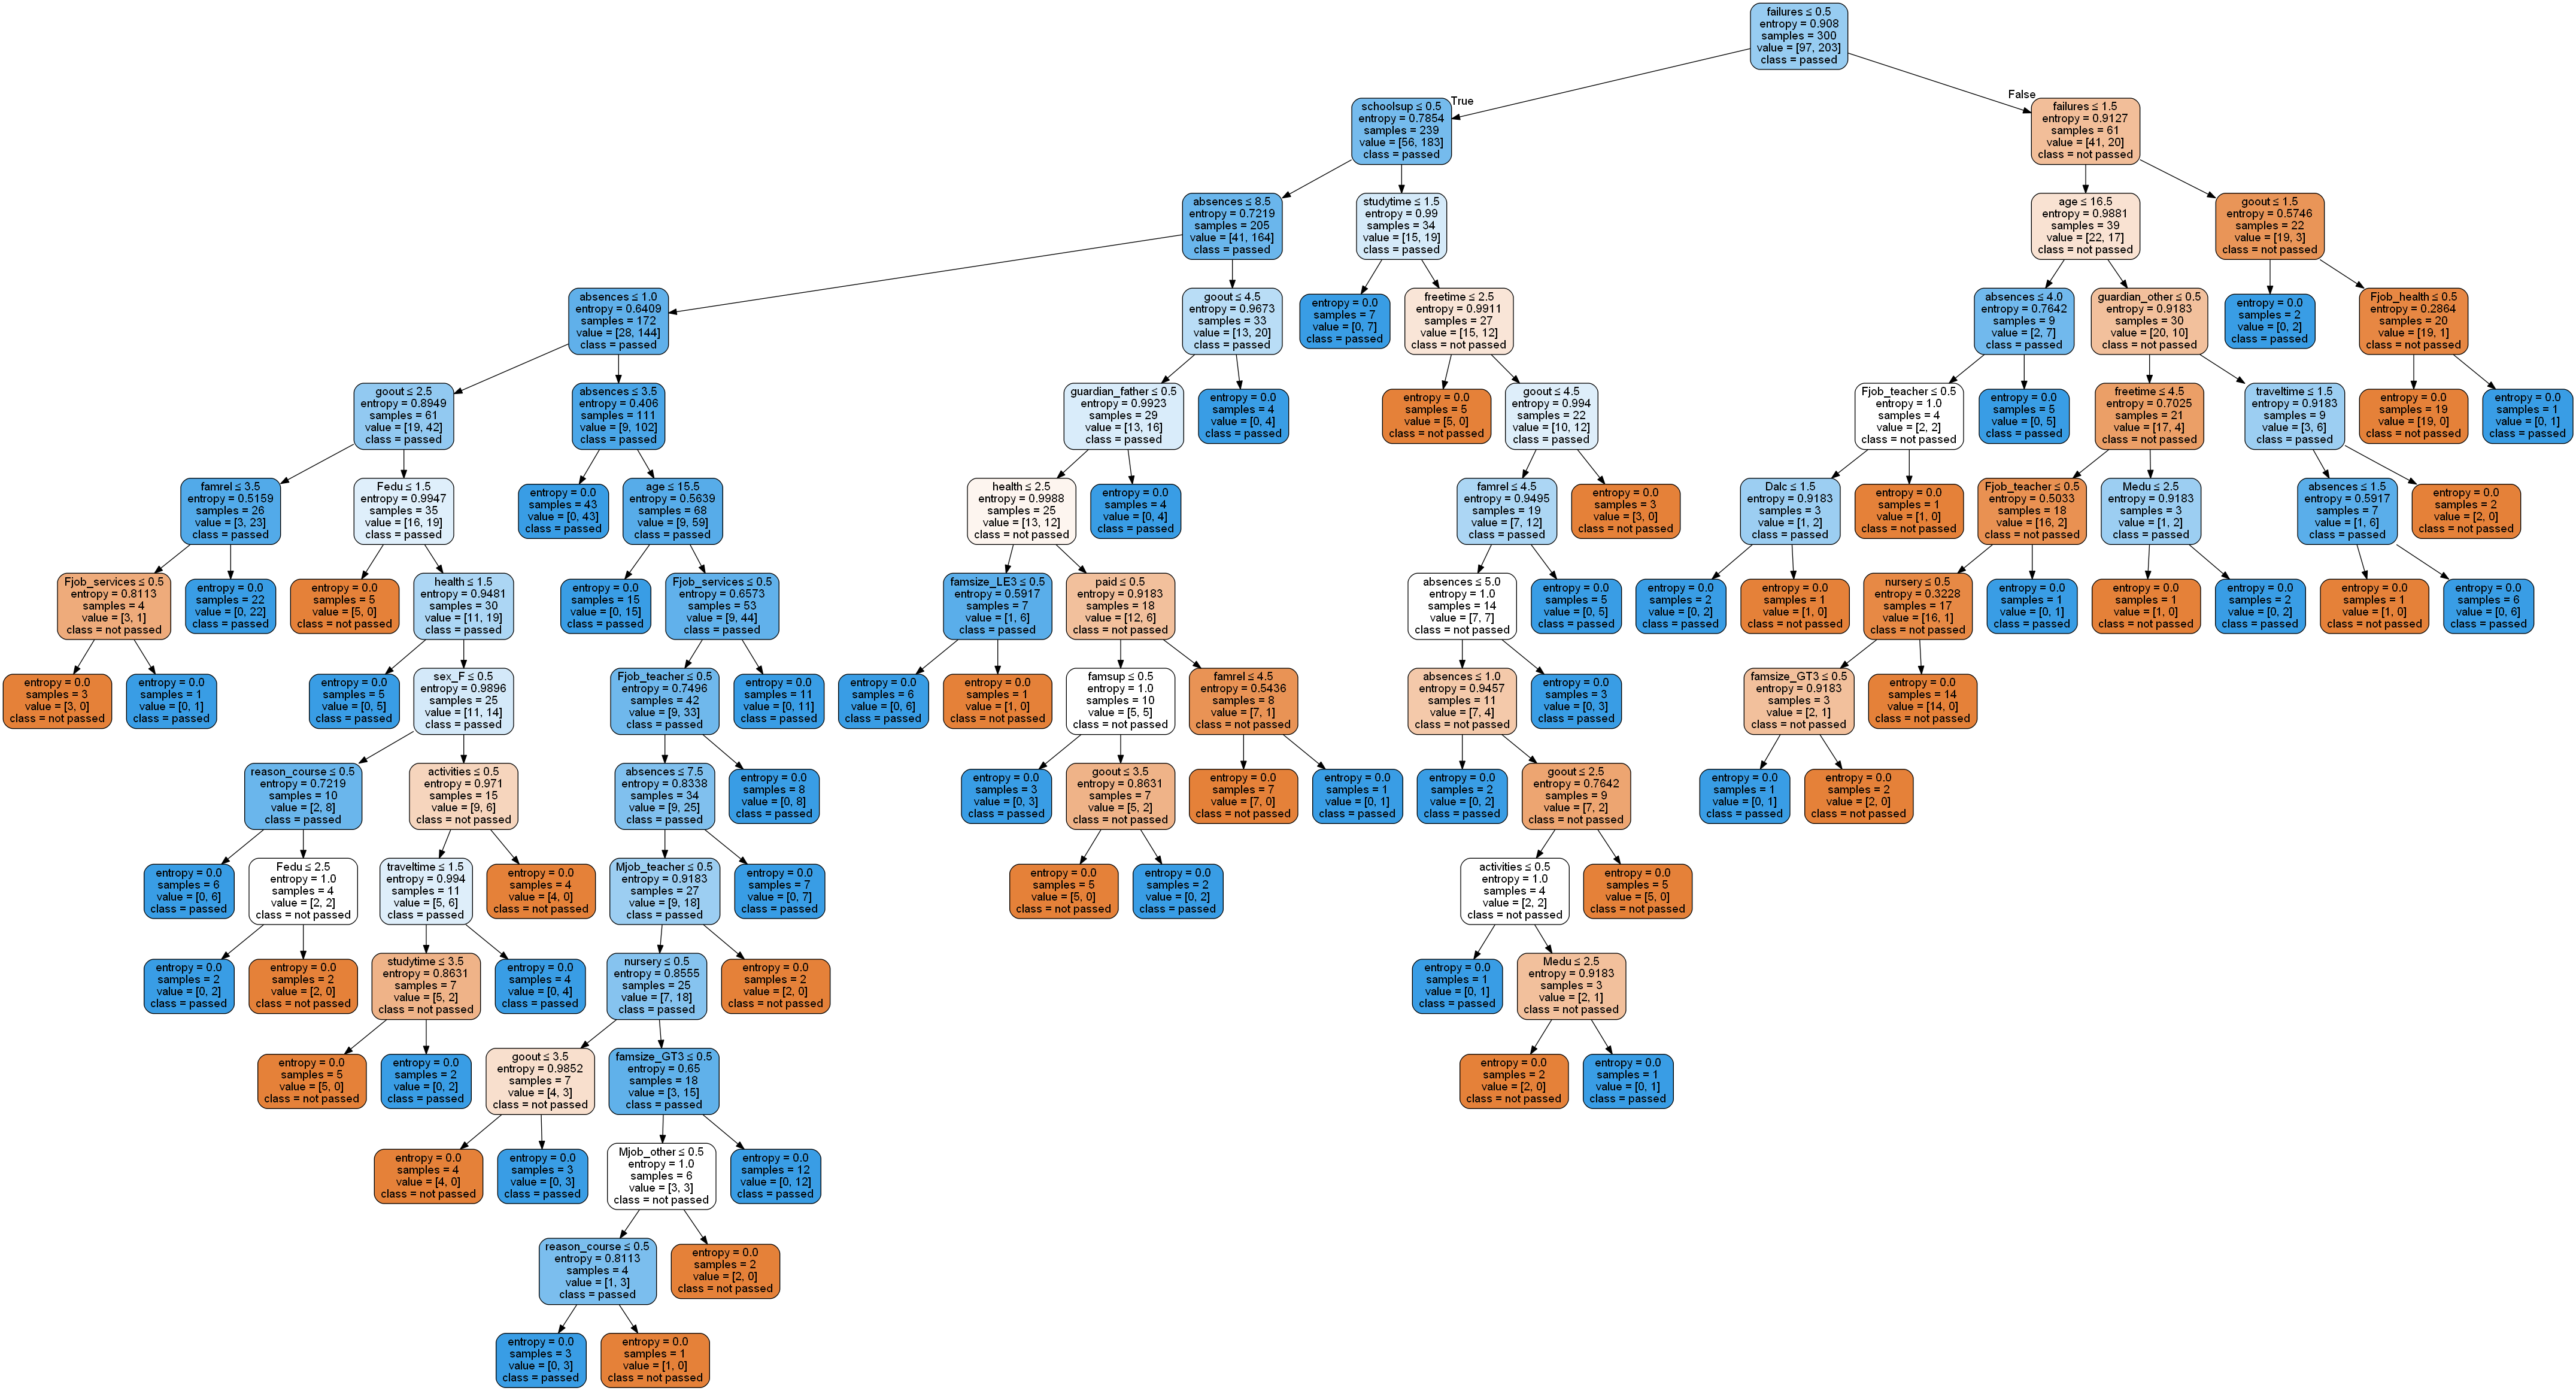 failures ≤ 0.5
entropy = 0.908
samples = 300
value = [97, 203]
class = passed
True
False
schoolsup ≤ 0.5
entropy = 0.7854
samples = 239
value = [56, 183]
class = passed
failures ≤ 1.5
entropy = 0.9127
samples = 61
value = [41, 20]
class = not passed
absences ≤ 8.5
entropy = 0.7219
samples = 205
value = [41, 164]
class = passed
studytime ≤ 1.5
entropy = 0.99
samples = 34
value = [15, 19]
class = passed
age ≤ 16.5
entropy = 0.9881
samples = 39
value = [22, 17]
class = not passed
goout ≤ 1.5
entropy = 0.5746
samples = 22
value = [19, 3]
class = not passed
absences ≤ 1.0
entropy = 0.6409
samples = 172
value = [28, 144]
class = passed
goout ≤ 4.5
entropy = 0.9673
samples = 33
value = [13, 20]
class = passed
entropy = 0.0
samples = 7
value = [0, 7]
class = passed
freetime ≤ 2.5
entropy = 0.9911
samples = 27
value = [15, 12]
class = not passed
absences ≤ 4.0
entropy = 0.7642
samples = 9
value = [2, 7]
class = passed
guardian_other ≤ 0.5
entropy = 0.9183
samples = 30
value = [20, 10]
class = not passed
entropy = 0.0
samples = 2
value = [0, 2]
class = passed
Fjob_health ≤ 0.5
entropy = 0.2864
samples = 20
value = [19, 1]
class = not passed
goout ≤ 2.5
entropy = 0.8949
samples = 61
value = [19, 42]
class = passed
absences ≤ 3.5
entropy = 0.406
samples = 111
value = [9, 102]
class = passed
guardian_father ≤ 0.5
entropy = 0.9923
samples = 29
value = [13, 16]
class = passed
entropy = 0.0
samples = 4
value = [0, 4]
class = passed
entropy = 0.0
samples = 5
value = [5, 0]
class = not passed
goout ≤ 4.5
entropy = 0.994
samples = 22
value = [10, 12]
class = passed
Fjob_teacher ≤ 0.5
entropy = 1.0
samples = 4
value = [2, 2]
class = not passed
entropy = 0.0
samples = 5
value = [0, 5]
class = passed
freetime ≤ 4.5
entropy = 0.7025
samples = 21
value = [17, 4]
class = not passed
traveltime ≤ 1.5
entropy = 0.9183
samples = 9
value = [3, 6]
class = passed
entropy = 0.0
samples = 19
value = [19, 0]
class = not passed
entropy = 0.0
samples = 1
value = [0, 1]
class = passed
famrel ≤ 3.5
entropy = 0.5159
samples = 26
value = [3, 23]
class = passed
Fedu ≤ 1.5
entropy = 0.9947
samples = 35
value = [16, 19]
class = passed
entropy = 0.0
samples = 43
value = [0, 43]
class = passed
age ≤ 15.5
entropy = 0.5639
samples = 68
value = [9, 59]
class = passed
health ≤ 2.5
entropy = 0.9988
samples = 25
value = [13, 12]
class = not passed
entropy = 0.0
samples = 4
value = [0, 4]
class = passed
famrel ≤ 4.5
entropy = 0.9495
samples = 19
value = [7, 12]
class = passed
entropy = 0.0
samples = 3
value = [3, 0]
class = not passed
Dalc ≤ 1.5
entropy = 0.9183
samples = 3
value = [1, 2]
class = passed
entropy = 0.0
samples = 1
value = [1, 0]
class = not passed
Fjob_teacher ≤ 0.5
entropy = 0.5033
samples = 18
value = [16, 2]
class = not passed
Medu ≤ 2.5
entropy = 0.9183
samples = 3
value = [1, 2]
class = passed
absences ≤ 1.5
entropy = 0.5917
samples = 7
value = [1, 6]
class = passed
entropy = 0.0
samples = 2
value = [2, 0]
class = not passed
Fjob_services ≤ 0.5
entropy = 0.8113
samples = 4
value = [3, 1]
class = not passed
entropy = 0.0
samples = 22
value = [0, 22]
class = passed
entropy = 0.0
samples = 5
value = [5, 0]
class = not passed
health ≤ 1.5
entropy = 0.9481
samples = 30
value = [11, 19]
class = passed
entropy = 0.0
samples = 15
value = [0, 15]
class = passed
Fjob_services ≤ 0.5
entropy = 0.6573
samples = 53
value = [9, 44]
class = passed
famsize_LE3 ≤ 0.5
entropy = 0.5917
samples = 7
value = [1, 6]
class = passed
paid ≤ 0.5
entropy = 0.9183
samples = 18
value = [12, 6]
class = not passed
absences ≤ 5.0
entropy = 1.0
samples = 14
value = [7, 7]
class = not passed
entropy = 0.0
samples = 5
value = [0, 5]
class = passed
entropy = 0.0
samples = 2
value = [0, 2]
class = passed
entropy = 0.0
samples = 1
value = [1, 0]
class = not passed
nursery ≤ 0.5
entropy = 0.3228
samples = 17
value = [16, 1]
class = not passed
entropy = 0.0
samples = 1
value = [0, 1]
class = passed
entropy = 0.0
samples = 1
value = [1, 0]
class = not passed
entropy = 0.0
samples = 2
value = [0, 2]
class = passed
entropy = 0.0
samples = 1
value = [1, 0]
class = not passed
entropy = 0.0
samples = 6
value = [0, 6]
class = passed
entropy = 0.0
samples = 3
value = [3, 0]
class = not passed
entropy = 0.0
samples = 1
value = [0, 1]
class = passed
entropy = 0.0
samples = 5
value = [0, 5]
class = passed
sex_F ≤ 0.5
entropy = 0.9896
samples = 25
value = [11, 14]
class = passed
Fjob_teacher ≤ 0.5
entropy = 0.7496
samples = 42
value = [9, 33]
class = passed
entropy = 0.0
samples = 11
value = [0, 11]
class = passed
entropy = 0.0
samples = 6
value = [0, 6]
class = passed
entropy = 0.0
samples = 1
value = [1, 0]
class = not passed
famsup ≤ 0.5
entropy = 1.0
samples = 10
value = [5, 5]
class = not passed
famrel ≤ 4.5
entropy = 0.5436
samples = 8
value = [7, 1]
class = not passed
absences ≤ 1.0
entropy = 0.9457
samples = 11
value = [7, 4]
class = not passed
entropy = 0.0
samples = 3
value = [0, 3]
class = passed
famsize_GT3 ≤ 0.5
entropy = 0.9183
samples = 3
value = [2, 1]
class = not passed
entropy = 0.0
samples = 14
value = [14, 0]
class = not passed
reason_course ≤ 0.5
entropy = 0.7219
samples = 10
value = [2, 8]
class = passed
activities ≤ 0.5
entropy = 0.971
samples = 15
value = [9, 6]
class = not passed
absences ≤ 7.5
entropy = 0.8338
samples = 34
value = [9, 25]
class = passed
entropy = 0.0
samples = 8
value = [0, 8]
class = passed
entropy = 0.0
samples = 3
value = [0, 3]
class = passed
goout ≤ 3.5
entropy = 0.8631
samples = 7
value = [5, 2]
class = not passed
entropy = 0.0
samples = 7
value = [7, 0]
class = not passed
entropy = 0.0
samples = 1
value = [0, 1]
class = passed
entropy = 0.0
samples = 2
value = [0, 2]
class = passed
goout ≤ 2.5
entropy = 0.7642
samples = 9
value = [7, 2]
class = not passed
entropy = 0.0
samples = 1
value = [0, 1]
class = passed
entropy = 0.0
samples = 2
value = [2, 0]
class = not passed
entropy = 0.0
samples = 6
value = [0, 6]
class = passed
Fedu ≤ 2.5
entropy = 1.0
samples = 4
value = [2, 2]
class = not passed
traveltime ≤ 1.5
entropy = 0.994
samples = 11
value = [5, 6]
class = passed
entropy = 0.0
samples = 4
value = [4, 0]
class = not passed
Mjob_teacher ≤ 0.5
entropy = 0.9183
samples = 27
value = [9, 18]
class = passed
entropy = 0.0
samples = 7
value = [0, 7]
class = passed
entropy = 0.0
samples = 5
value = [5, 0]
class = not passed
entropy = 0.0
samples = 2
value = [0, 2]
class = passed
activities ≤ 0.5
entropy = 1.0
samples = 4
value = [2, 2]
class = not passed
entropy = 0.0
samples = 5
value = [5, 0]
class = not passed
entropy = 0.0
samples = 2
value = [0, 2]
class = passed
entropy = 0.0
samples = 2
value = [2, 0]
class = not passed
studytime ≤ 3.5
entropy = 0.8631
samples = 7
value = [5, 2]
class = not passed
entropy = 0.0
samples = 4
value = [0, 4]
class = passed
nursery ≤ 0.5
entropy = 0.8555
samples = 25
value = [7, 18]
class = passed
entropy = 0.0
samples = 2
value = [2, 0]
class = not passed
entropy = 0.0
samples = 1
value = [0, 1]
class = passed
Medu ≤ 2.5
entropy = 0.9183
samples = 3
value = [2, 1]
class = not passed
entropy = 0.0
samples = 5
value = [5, 0]
class = not passed
entropy = 0.0
samples = 2
value = [0, 2]
class = passed
goout ≤ 3.5
entropy = 0.9852
samples = 7
value = [4, 3]
class = not passed
famsize_GT3 ≤ 0.5
entropy = 0.65
samples = 18
value = [3, 15]
class = passed
entropy = 0.0
samples = 2
value = [2, 0]
class = not passed
entropy = 0.0
samples = 1
value = [0, 1]
class = passed
entropy = 0.0
samples = 4
value = [4, 0]
class = not passed
entropy = 0.0
samples = 3
value = [0, 3]
class = passed
Mjob_other ≤ 0.5
entropy = 1.0
samples = 6
value = [3, 3]
class = not passed
entropy = 0.0
samples = 12
value = [0, 12]
class = passed
reason_course ≤ 0.5
entropy = 0.8113
samples = 4
value = [1, 3]
class = passed
entropy = 0.0
samples = 2
value = [2, 0]
class = not passed
entropy = 0.0
samples = 3
value = [0, 3]
class = passed
entropy = 0.0
samples = 1
value = [1, 0]
class = not passed